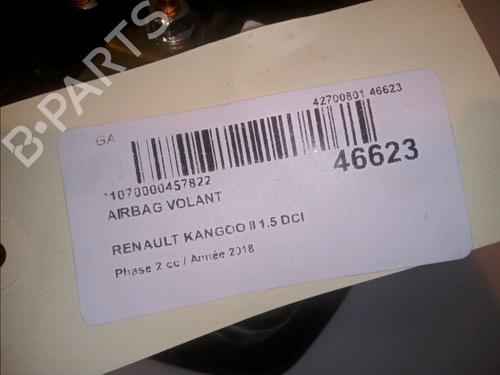 B-PARTS
GA
42700801 46623
*1070000457822
46623
AIRBAG VOLANT
RENAULT KANGOO II 1.5 DCI
Phase 2 cc / Année 2018